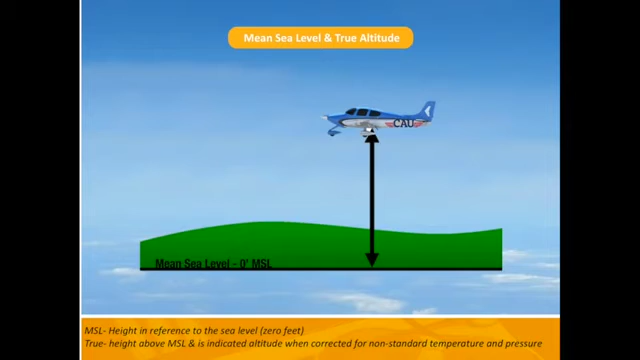 Mean Sea Level & True Altitude
CAU
Mean Sea Level - 0' MSL
MSL- Height in reference to the sea level (zero feet)
True- height above MSL & is indicated altitude when corrected for non-standard temperature and pressure